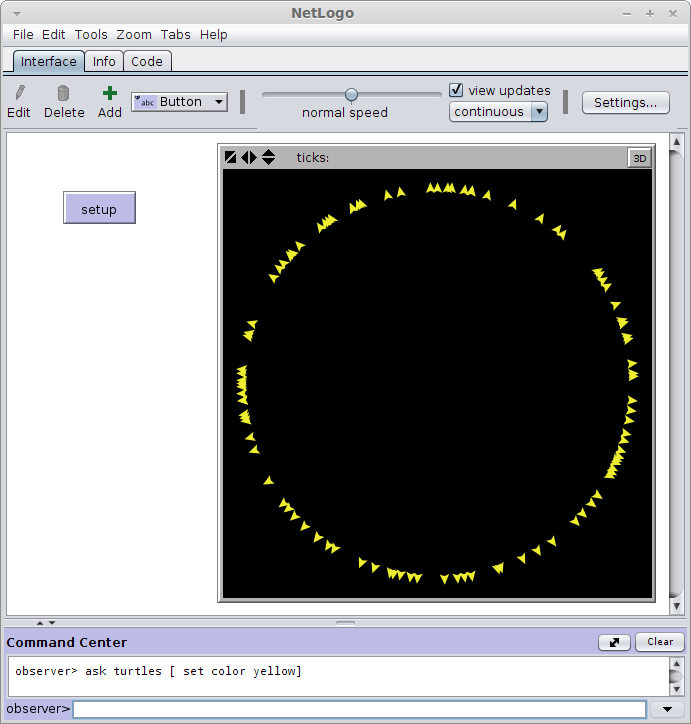 NetLogo
File Edit Tools Zoom Tabs Help
Interface Info Code
Edit Delete Add abc Button normal speed view updates continuous Settings...
ticks: 3D
setup
Command Center Clear
observer> ask turtles [ set color yellow]
observer>